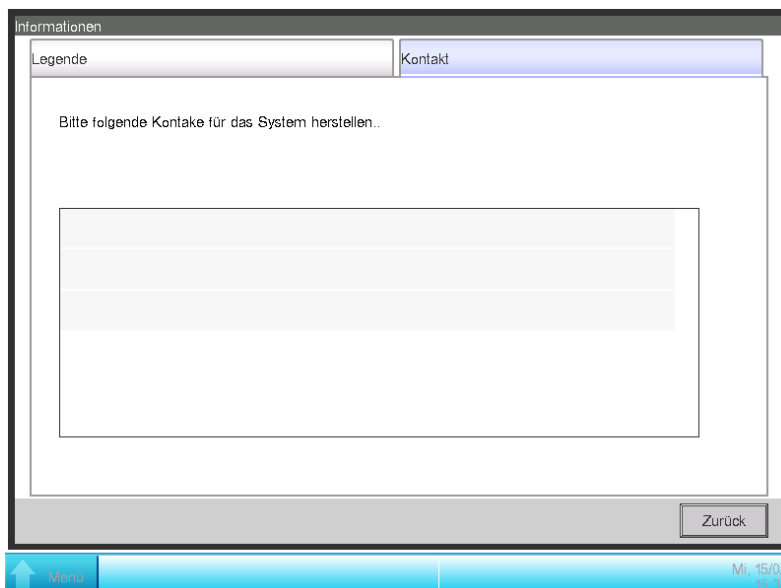 Informationen
Legende
Kontakt
Bitte folgende Kontake für das System herstellen..
Zurück
Menü
Mi, 15/0